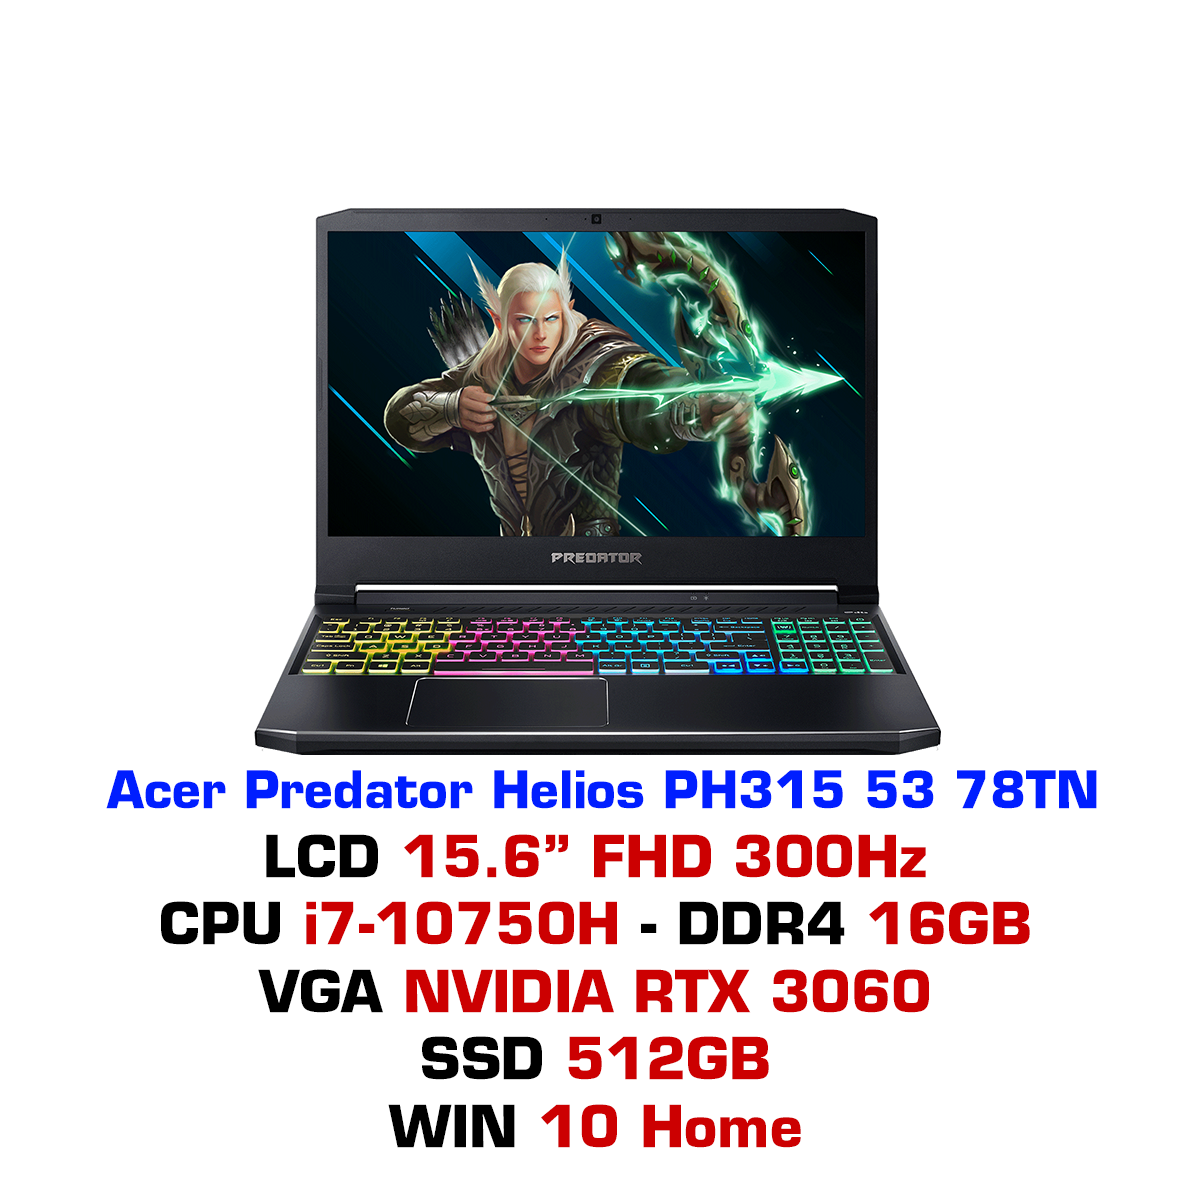 PREDATOR
Acer Predator Helios PH315 53 78TN
LCD 15.6” FHD 300Hz
CPU i7-10750H - DDR4 16GB
VGA NVIDIA RTX 3060
SSD 512GB
WIN 10 Home